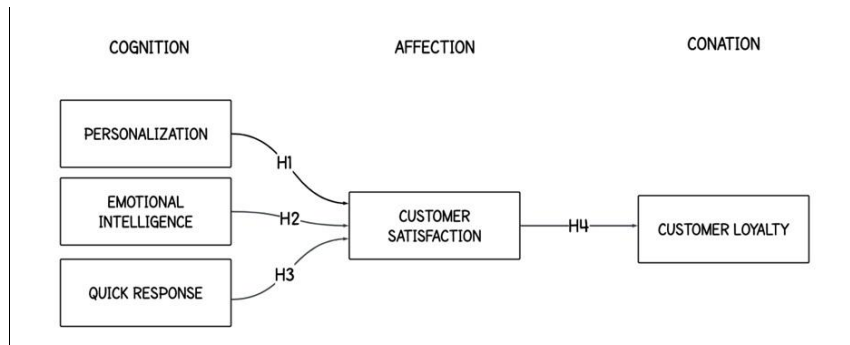 COGNITION
AFFECTION
CONATION
PERSONALIZATION
H1
EMOTIONAL
INTELLIGENCE
H2
CUSTOMER
SATISFACTION
H4
CUSTOMER LOYALTY
QUICK RESPONSE
H3